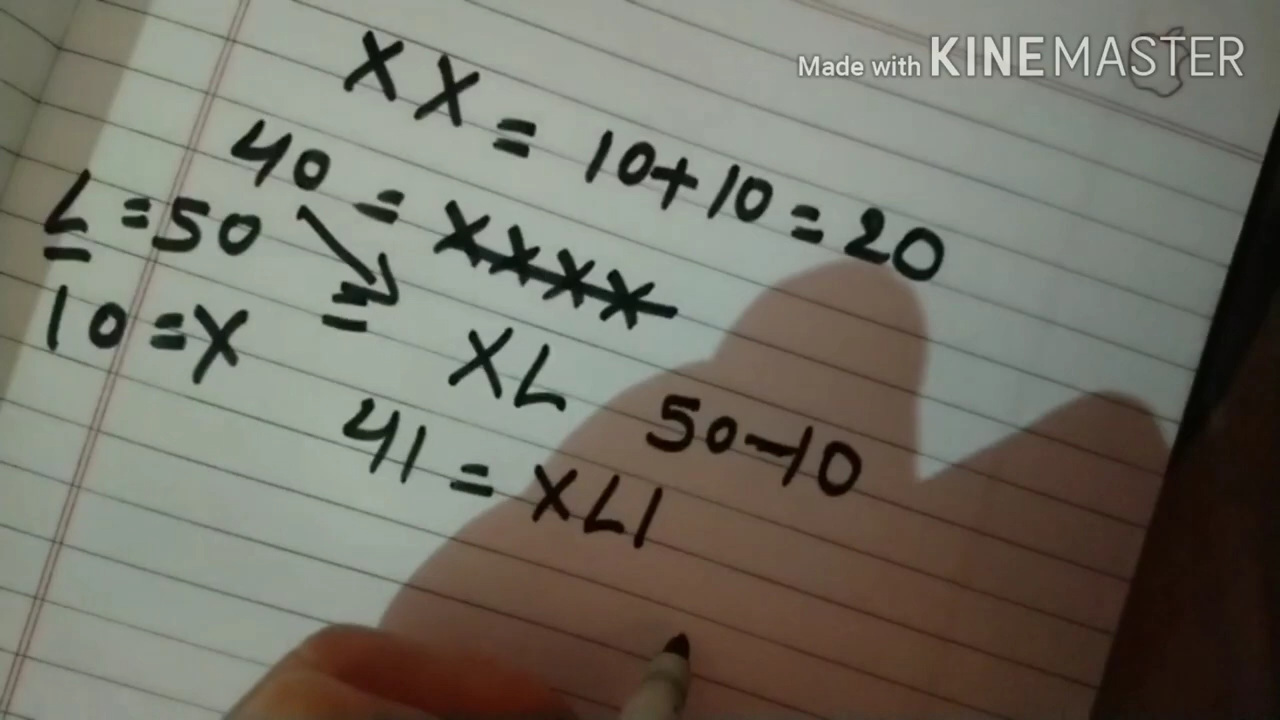 Made with KINEMASTER
XX = 10+10=20
40 = XXXX
L =50
= XL
10 =X
50-10
41 = XLI